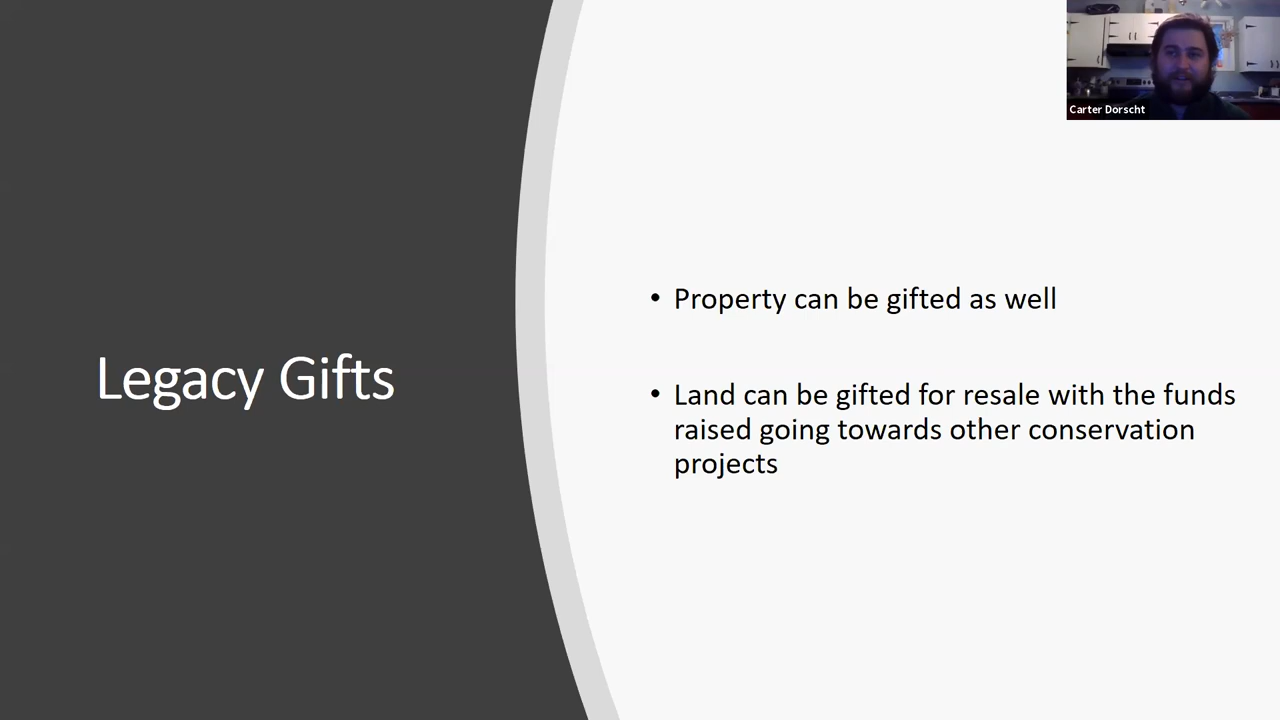 Carter Dorscht
Legacy Gifts
• Property can be gifted as well
• Land can be gifted for resale with the funds
raised going towards other conservation
projects